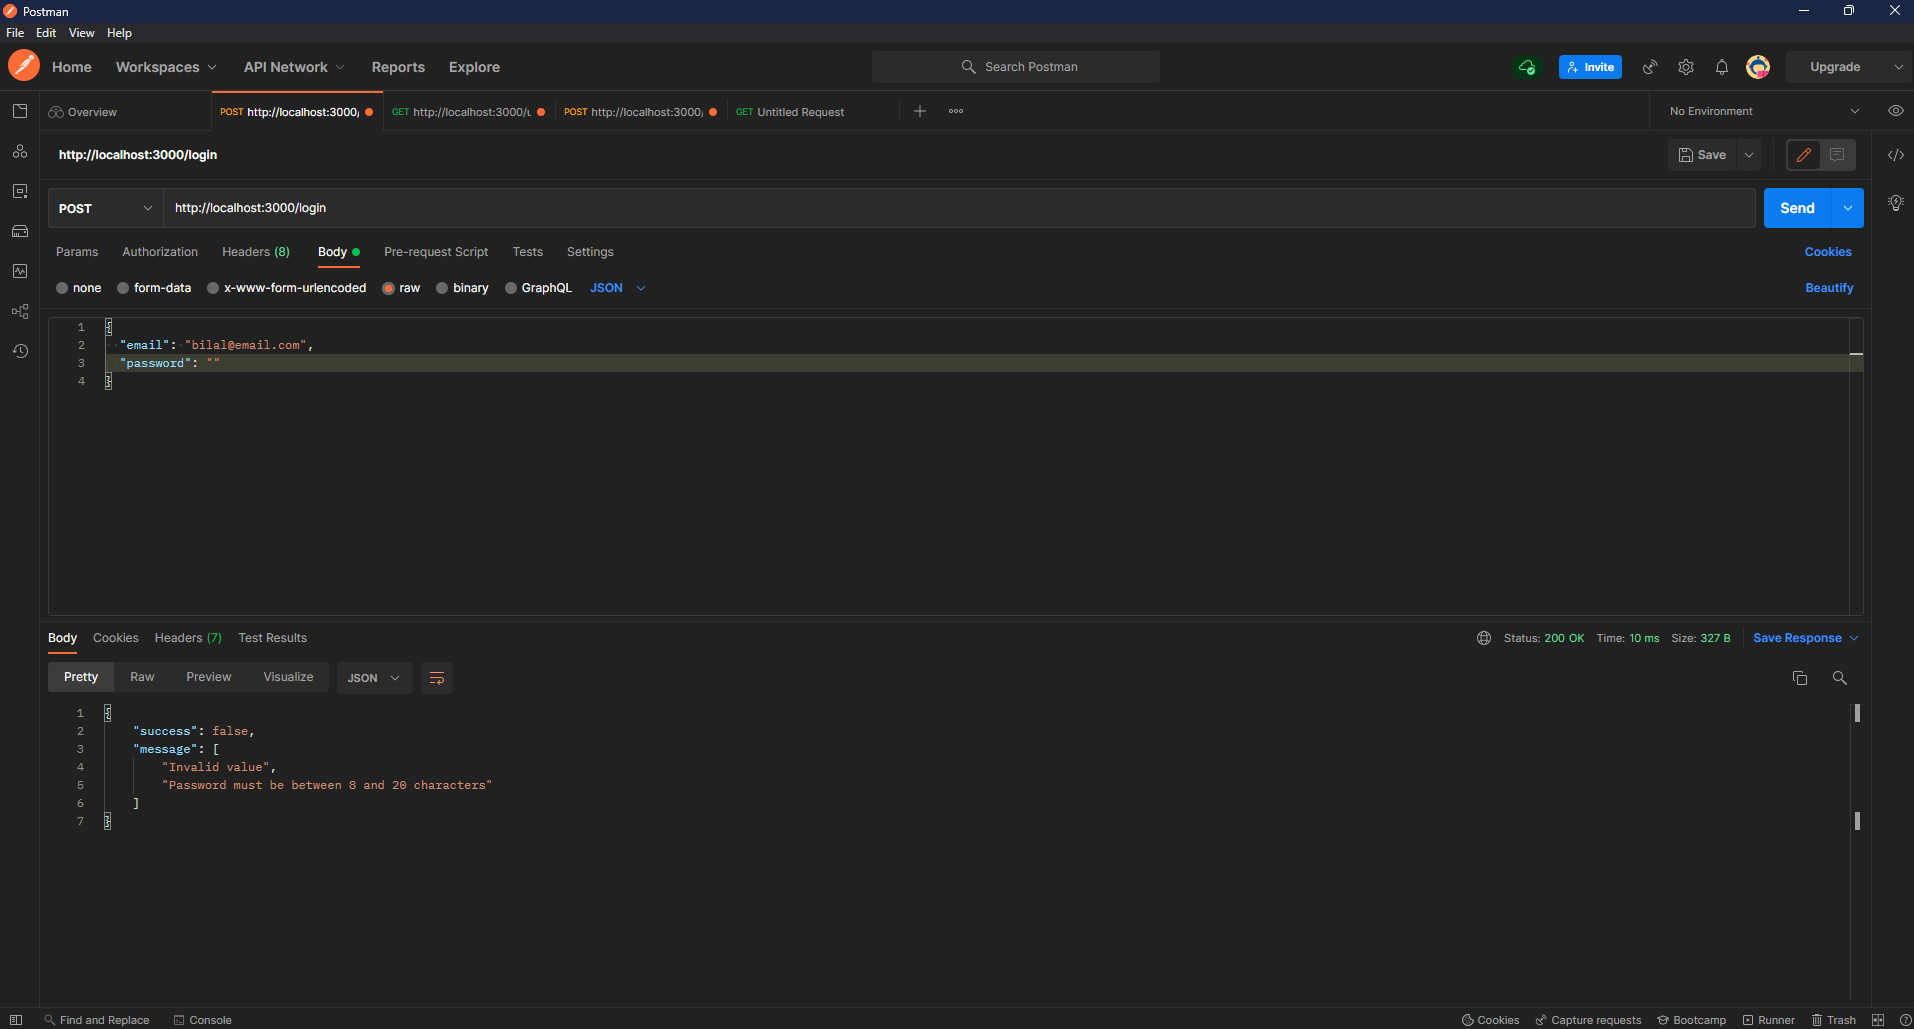 Postman
File Edit View Help
Home Workspaces API Network Reports Explore Search Postman Invite Upgrade
Overview POST http://localhost:3000/ GET http://localhost:3000/u POST http://localhost:3000/ GET Untitled Request No Environment
http://localhost:3000/login Save
POST http://localhost:3000/login Send
Params Authorization Headers (8) Body Pre-request Script Tests Settings Cookies
none form-data x-www-form-urlencoded raw binary GraphQL JSON Beautify
1 {
2 "email": "bilal@email.com",
3 "password": ""
4 }
Body Cookies Headers (7) Test Results Status: 200 OK Time: 10 ms Size: 327 B Save Response
Pretty Raw Preview Visualize JSON
1 {
2 "success": false,
3 "message": [
4 "Invalid value",
5 "Password must be between 8 and 20 characters"
6 ]
7 }
Find and Replace Console Cookies Capture requests Bootcamp Runner Trash